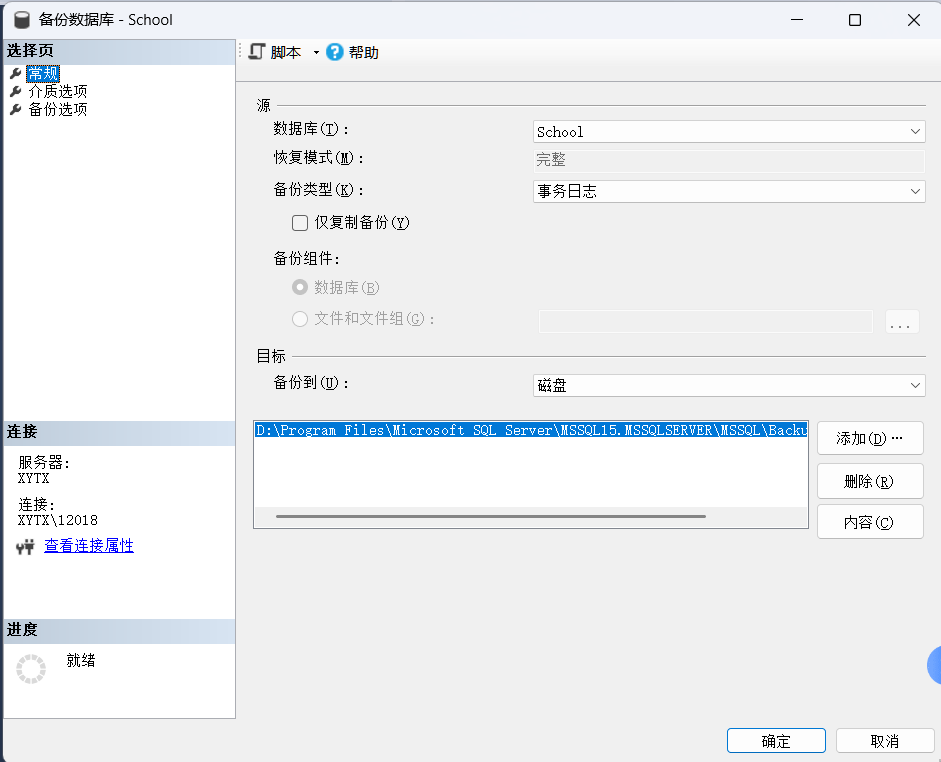 备份数据库 - School
选择页
常规
介质选项
备份选项
脚本 帮助
源
数据库(T)： School
恢复模式(M)： 完整
备份类型(K)： 事务日志
仅复制备份(Y)
备份组件:
数据库(B)
文件和文件组(G)： ...
目标
备份到(U)： 磁盘
D:\Program Files\Microsoft SQL Server\MSSQL15.MSSQLSERVER\MSSQL\Backu
添加(D)…
删除(R)
内容(C)
连接
服务器:
XYTX
连接:
XYTX\12018
查看连接属性
进度
就绪
确定 取消